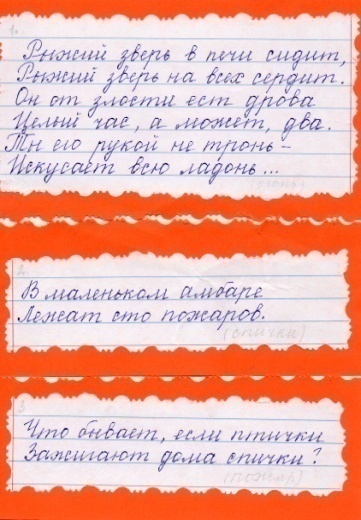 1.
Рыжий зверь в печи сидит,
Рыжий зверь на всех сердит.
Он от злости ест дрова
Целый час, а может, два.
Ты его рукой не тронь -
Искусает всю ладонь...
(огонь)
2.
В маленьком амбаре
Лежат сто пожаров.
(спички)
3
Что бывает, если птички
Зажигают дома спички?
(пожар)